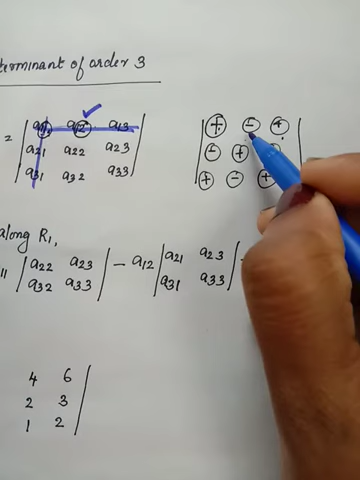 terminant of order 3
= | a11 a12 a13 | | + - + |
| a21 a22 a23 | | - + |
| a31 a32 a33 | | + - + |
along R1,
11 | a22 a23 | - a12 | a21 a23 |
| a32 a33 | | a31 a33 |
4 6 |
2 3 |
1 2 |